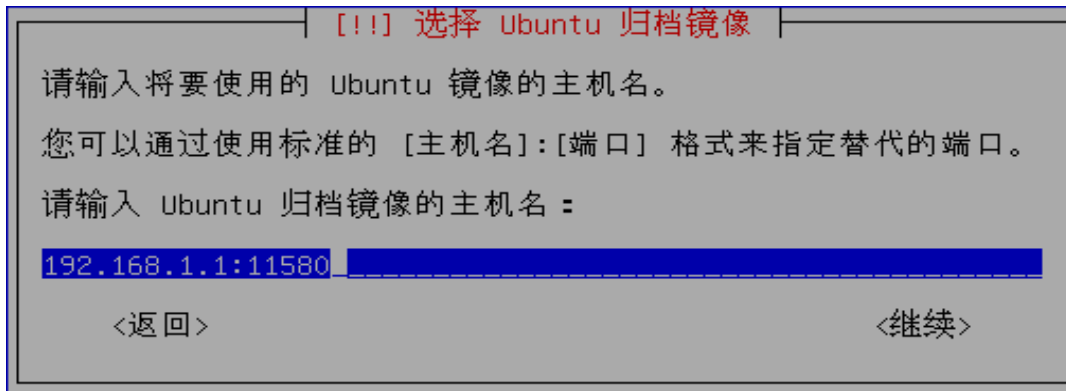 [!!] 选择 Ubuntu 归档镜像
请输入将要使用的 Ubuntu 镜像的主机名。
您可以通过使用标准的 [主机名]:[端口] 格式来指定替代的端口。
请输入 Ubuntu 归档镜像的主机名：
192.168.1.1:11580
<返回> <继续>